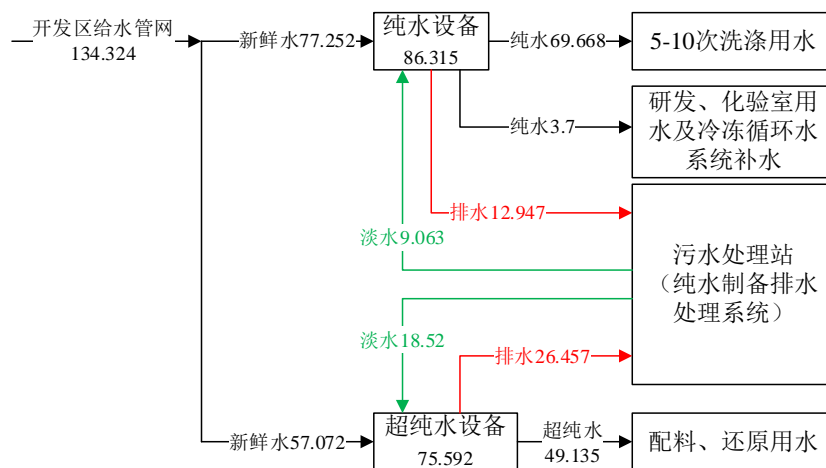 开发区给水管网
134.324
新鲜水77.252
纯水设备
86.315
纯水69.668
5-10次洗涤用水
纯水3.7
研发、化验室用
水及冷冻循环水
系统补水
排水12.947
淡水9.063
污水处理站
（纯水制备排水
处理系统）
淡水18.52
排水26.457
新鲜水57.072
超纯水设备
75.592
超纯水
49.135
配料、还原用水